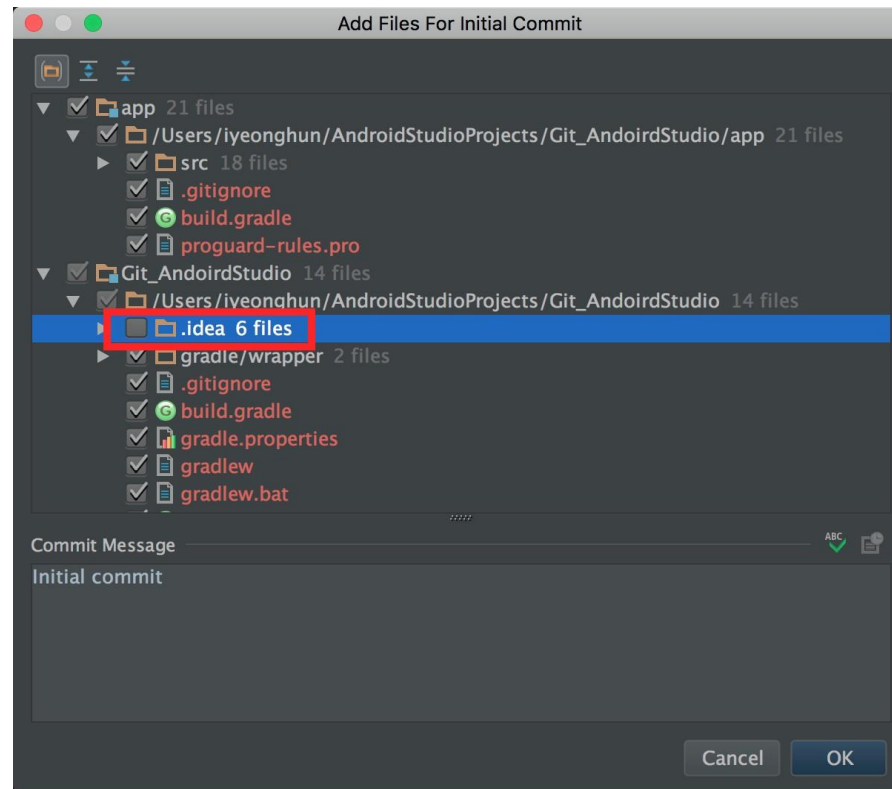 Add Files For Initial Commit
app 21 files
/Users/iyeonghun/AndroidStudioProjects/Git_AndoirdStudio/app 21 files
src 18 files
.gitignore
build.gradle
proguard-rules.pro
Git_AndoirdStudio 14 files
/Users/iyeonghun/AndroidStudioProjects/Git_AndoirdStudio 14 files
.idea 6 files
gradle/wrapper 2 files
.gitignore
build.gradle
gradle.properties
gradlew
gradlew.bat
Commit Message
ABC
Initial commit
Cancel OK